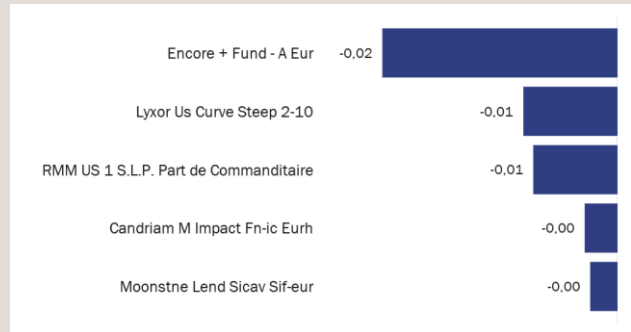 Encore + Fund - A Eur -0,02
Lyxor Us Curve Steep 2-10 -0,01
RMM US 1 S.L.P. Part de Commanditaire -0,01
Candriam M Impact Fn-ic Eurh -0,00
Moonstne Lend Sicav Sif-eur -0,00